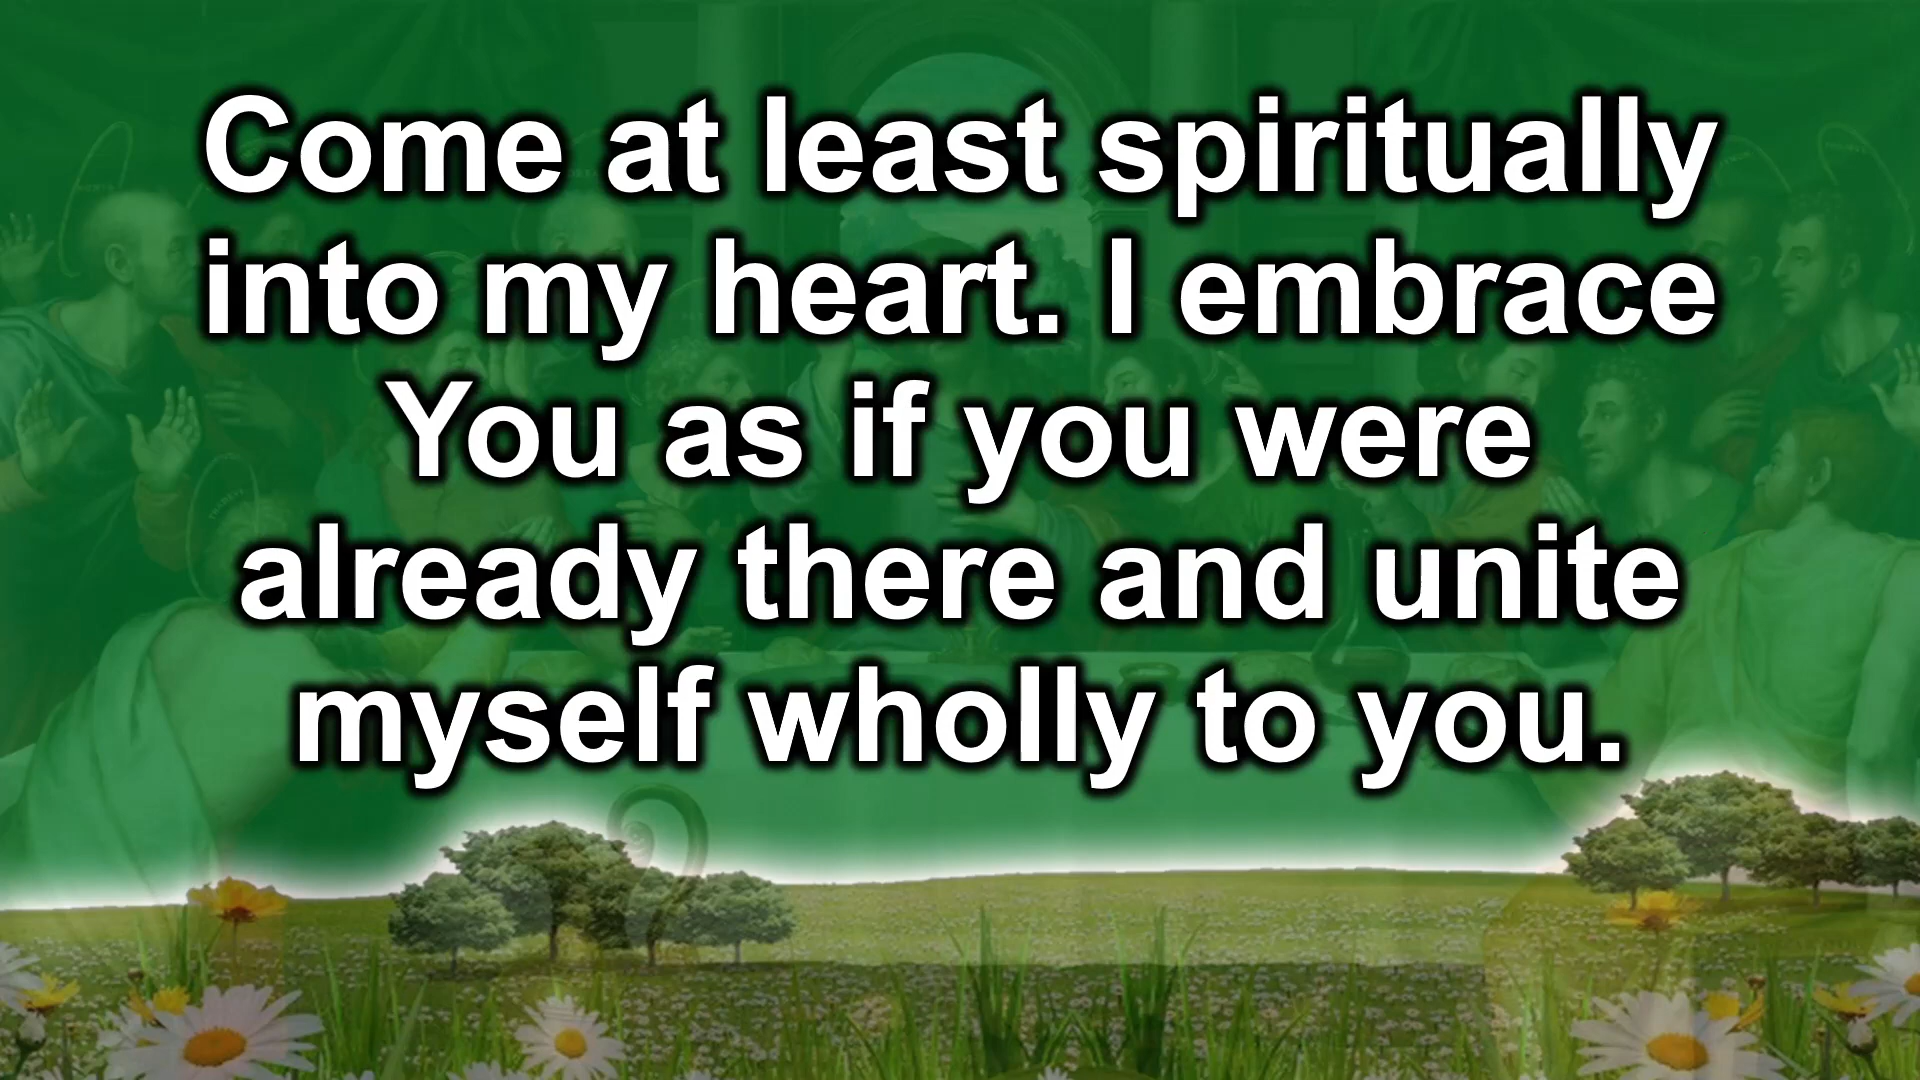 Come at least spiritually
into my heart. I embrace
You as if you were
already there and unite
myself wholly to you.